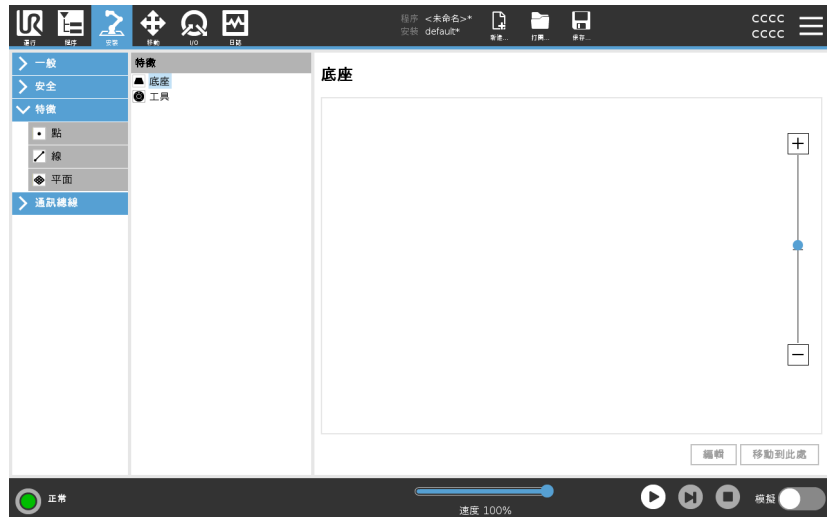 程序 <未命名>*
安裝 default*
cccc
cccc
運行
程序
安裝
移動
I/O
日誌
新建...
打開...
保存...
一般
安全
特徵
點
線
平面
通訊總線
特徵
底座
工具
底座
編輯
移動到此處
正常
速度 100%
模擬